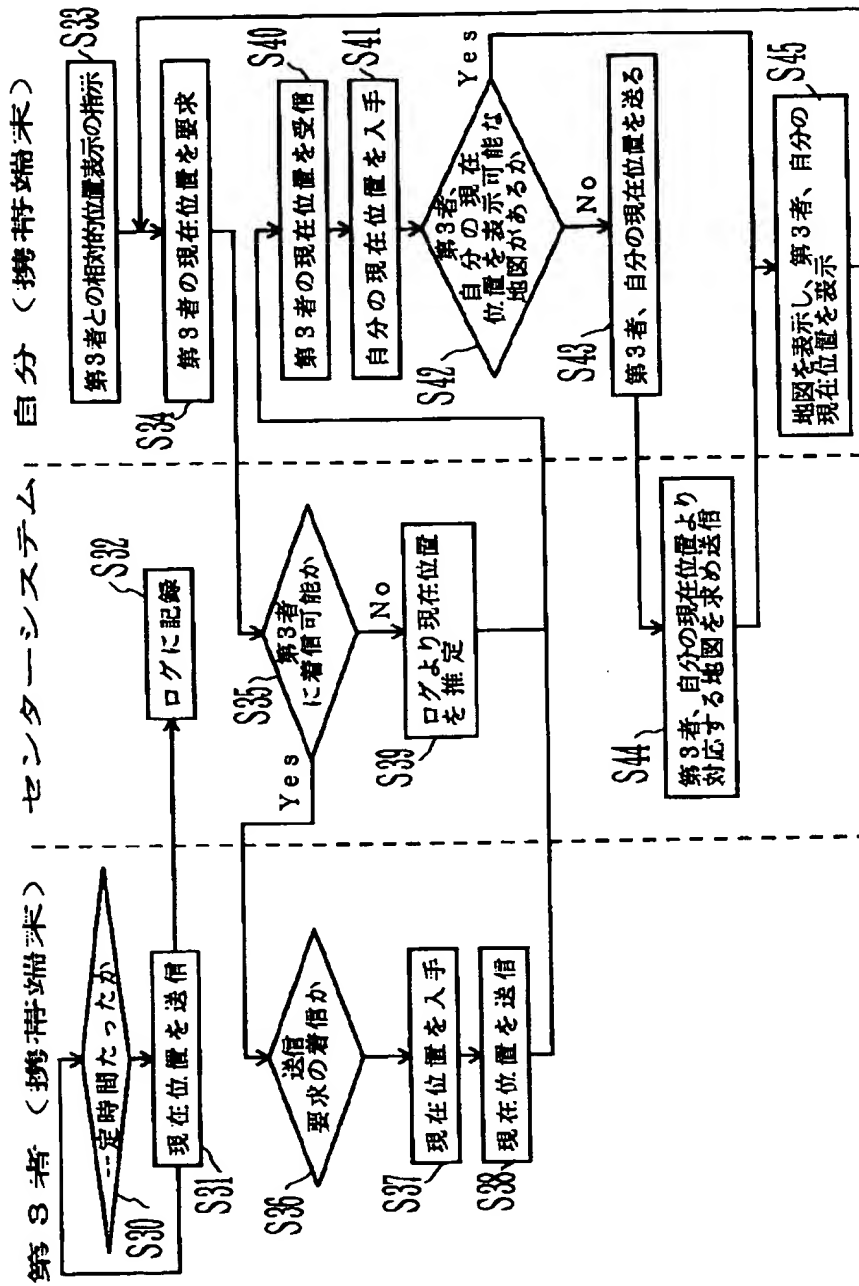 第3者（携帯端末）
一定時間たったか
S30
現在位置を送信
S31
送信
要求の着信か
S36
現在位置を入手
S37
現在位置を送信
S38
センターシステム
ログに記録
S32
第3者
に着信可能か
S35
Yes
No
ログより現在位置
を推定
S39
第3者、自分の現在位置より
対応する地図を求め送信
S44
自分（携帯端末）
第3者との相対的位置表示の指示
S33
第3者の現在位置を要求
S34
第3者の現在位置を受信
S40
自分の現在位置を入手
S41
第3者、
自分の現在
位置を表示可能な
地図があるか
S42
Yes
No
第3者、自分の現在位置を送る
S43
地図を表示し、第3者、自分の
現在位置を表示
S45